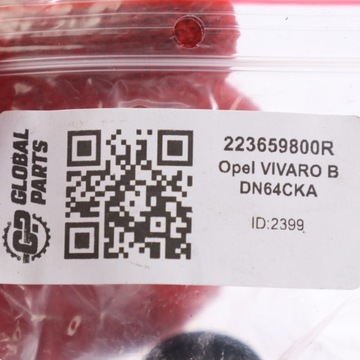 GLOBAL
PARTS
223659800R
Opel VIVARO B
DN64CKA
ID:2399